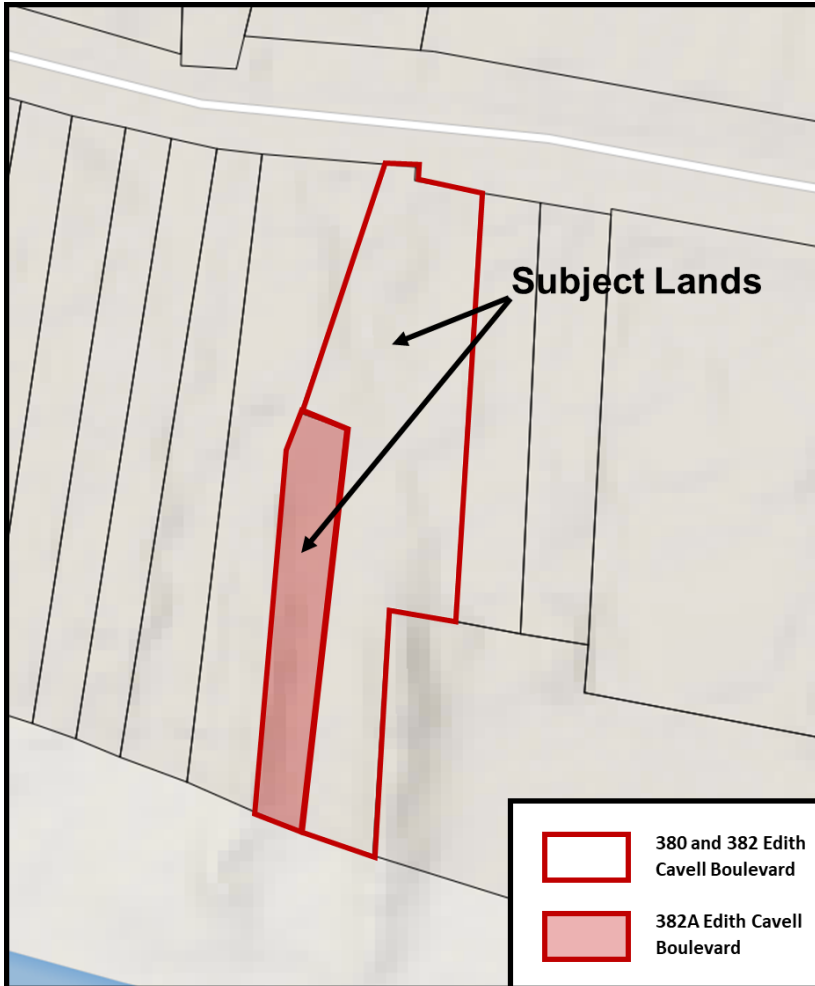 Subject Lands
380 and 382 Edith
Cavell Boulevard
382A Edith Cavell
Boulevard